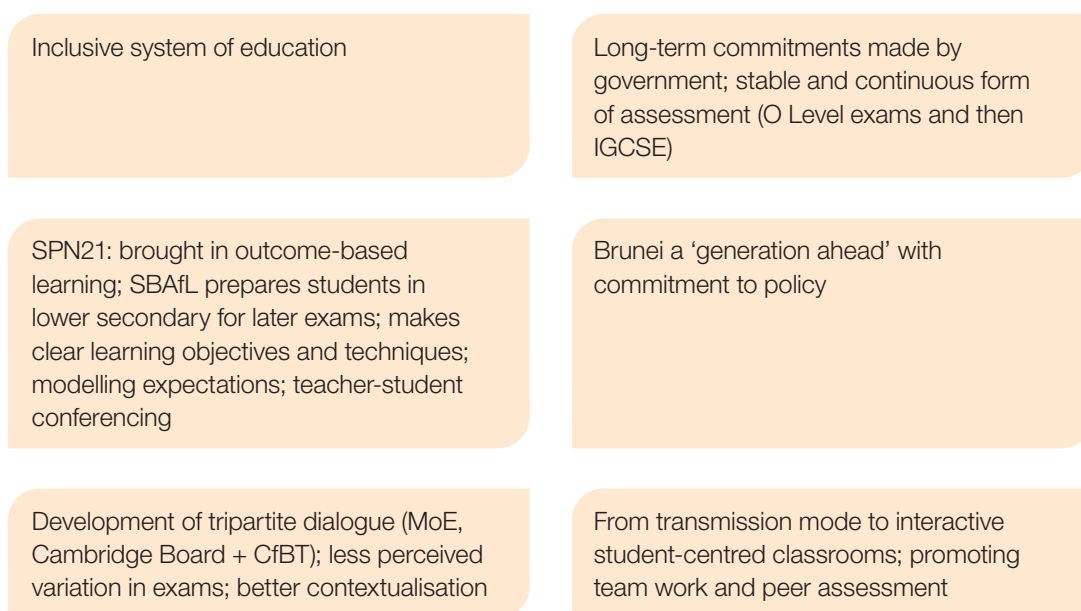 Inclusive system of education
Long-term commitments made by
government; stable and continuous form
of assessment (O Level exams and then
IGCSE)
SPN21: brought in outcome-based
learning; SBAfL prepares students in
lower secondary for later exams; makes
clear learning objectives and techniques;
modelling expectations; teacher-student
conferencing
Brunei a ‘generation ahead’ with
commitment to policy
Development of tripartite dialogue (MoE,
Cambridge Board + CfBT); less perceived
variation in exams; better contextualisation
From transmission mode to interactive
student-centred classrooms; promoting
team work and peer assessment